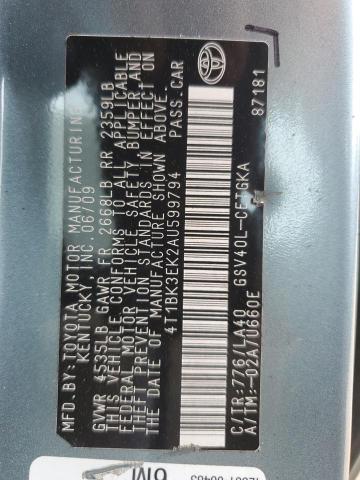 MFD.BY:TOYOTA MOTOR MANUFACTURING
KENTUCKY, INC.06/09
GVWR 4535LB GAWR FR 2668LB RR 2359LB
THIS VEHICLE CONFORMS TO ALL APPLICABLE
FEDERAL MOTOR VEHICLE SAFETY, BUMPER, AND
THEFT PREVENTION STANDARDS IN EFFECT ON
THE DATE OF MANUFACTURE SHOWN ABOVE.
4T1BK3EK2AU599794 PASS.CAR
C/TR:776/LA40 GSV40L-CETGKA
A/TM:-02A/U660E 87181
6M